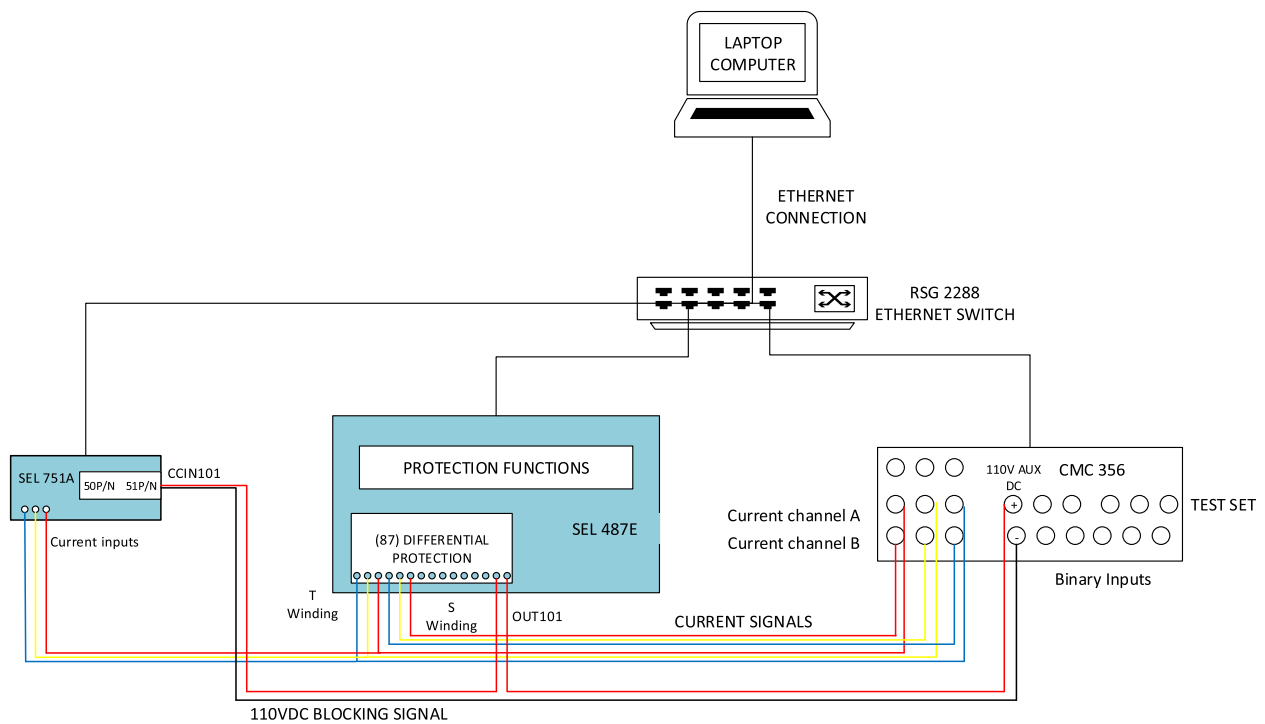 LAPTOP
COMPUTER
ETHERNET
CONNECTION
RSG 2288
ETHERNET SWITCH
SEL 751A
50P/N 51P/N
CCIN101
Current inputs
PROTECTION FUNCTIONS
SEL 487E
(87) DIFFERENTIAL
PROTECTION
T
Winding
S
Winding
OUT101
CURRENT SIGNALS
Current channel A
Current channel B
110V AUX
DC
CMC 356
+
-
TEST SET
Binary Inputs
110VDC BLOCKING SIGNAL